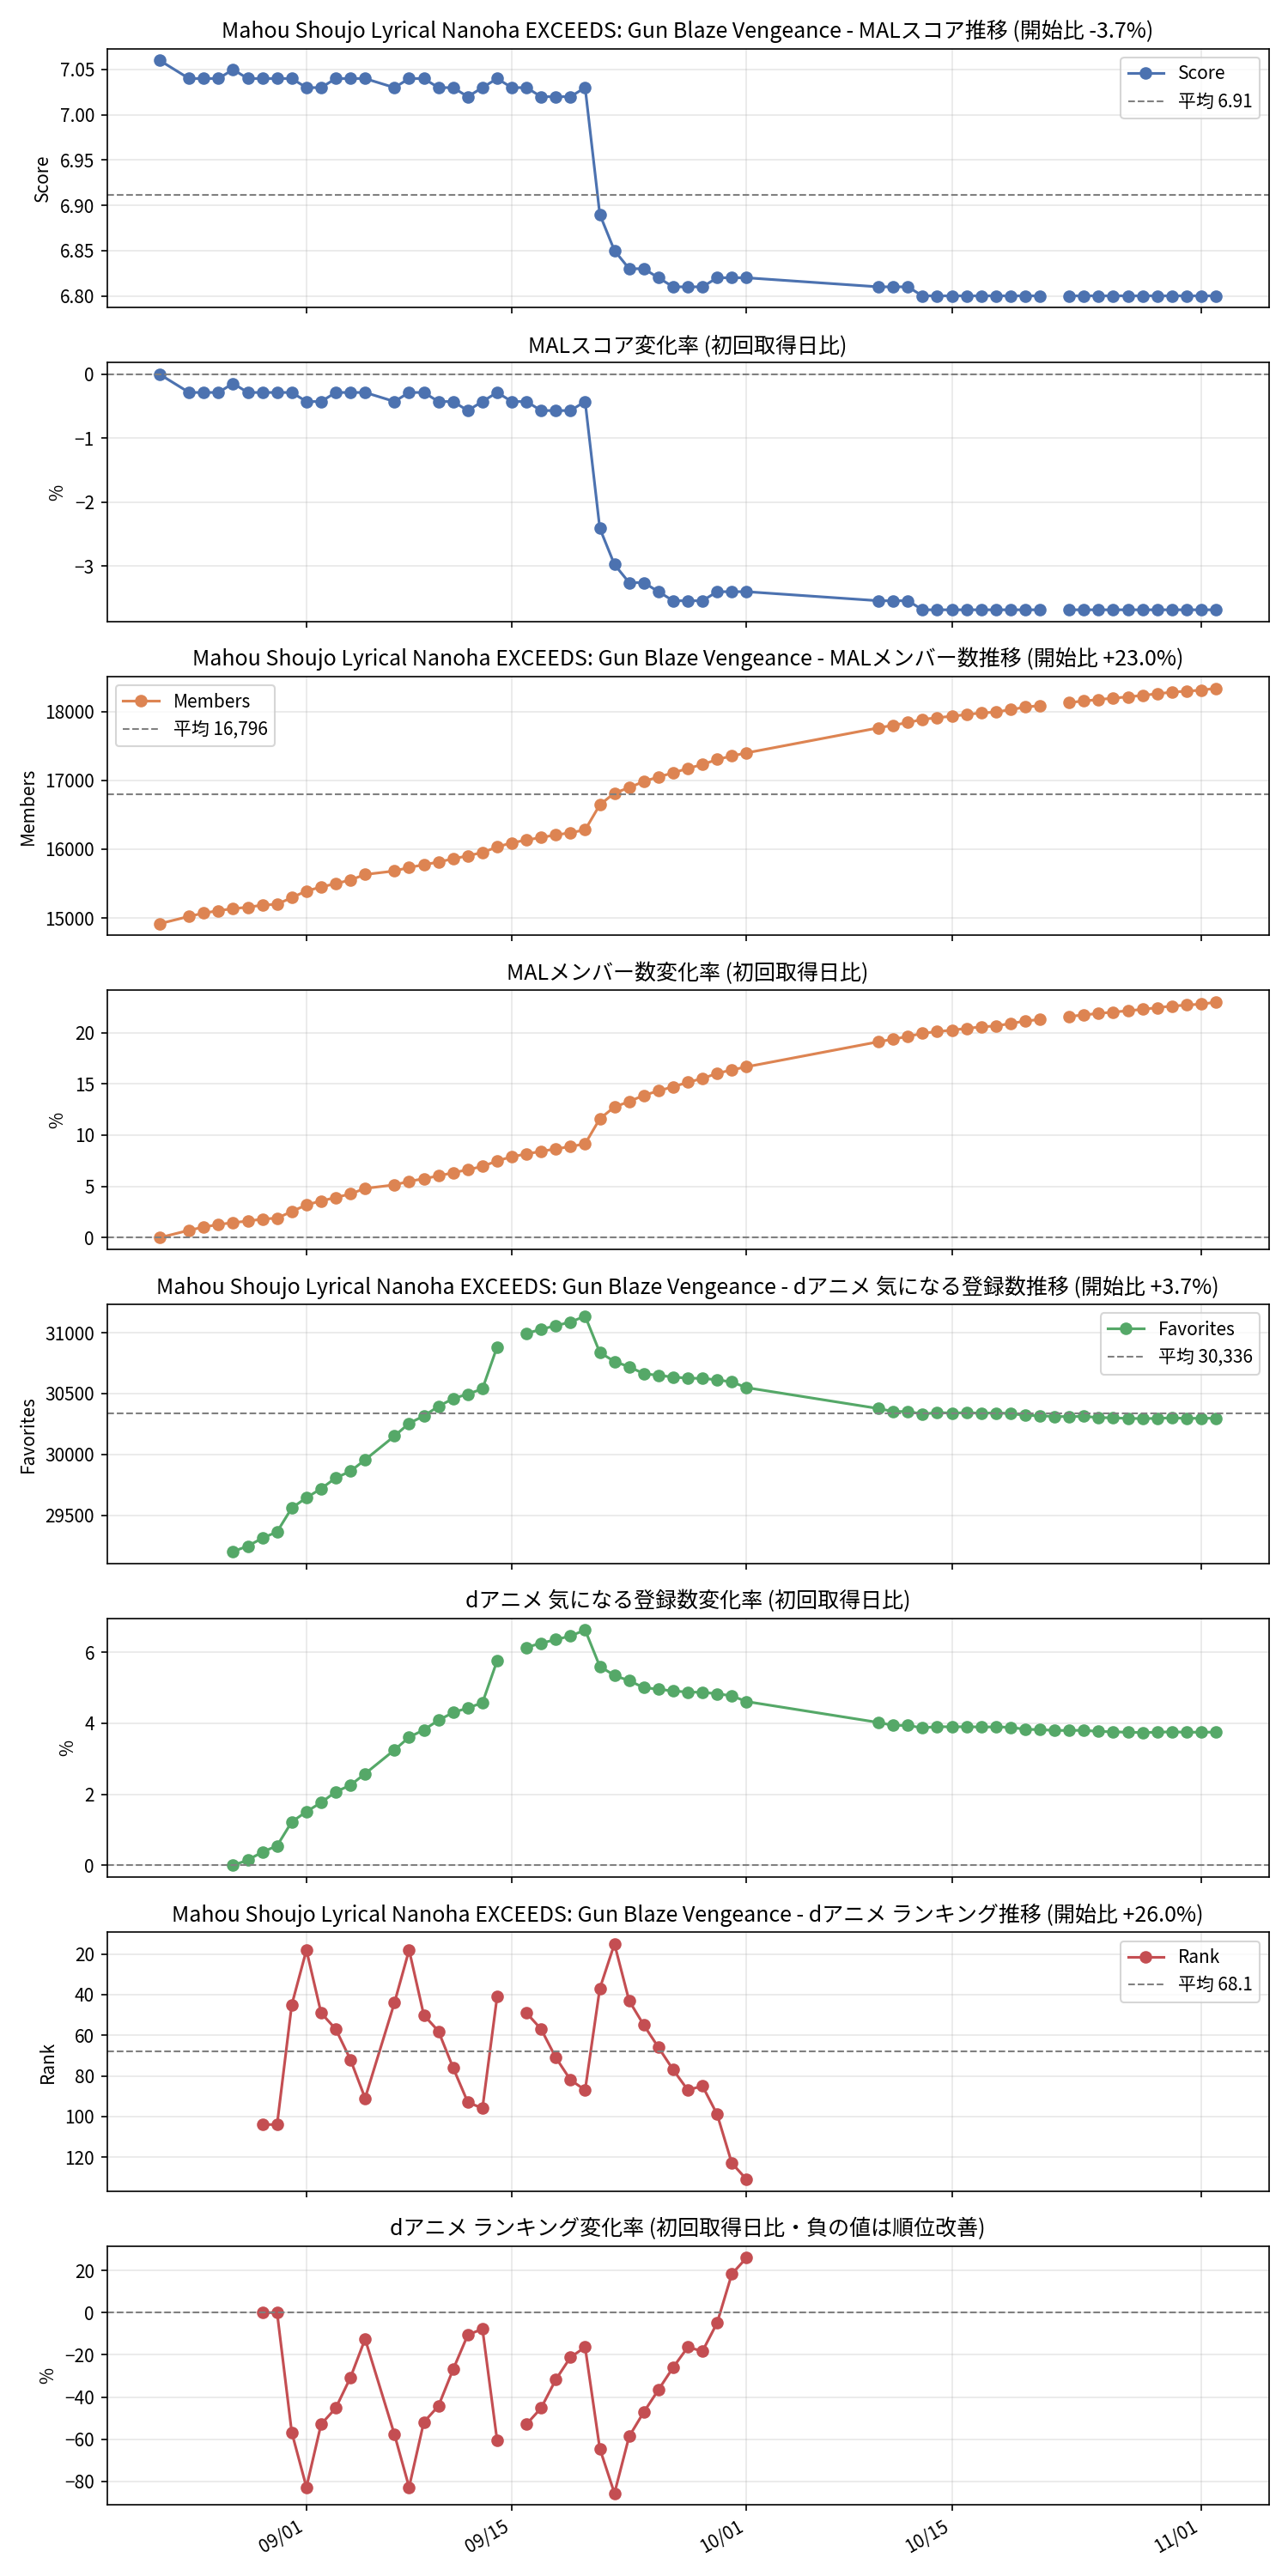 Mahou Shoujo Lyrical Nanoha EXCEEDS: Gun Blaze Vengeance - MALスコア推移 (開始比 -3.7%)
Score
7.05
7.00
6.95
6.90
6.85
6.80
Score
平均 6.91
MALスコア変化率 (初回取得日比)
%
0
−1
−2
−3
Mahou Shoujo Lyrical Nanoha EXCEEDS: Gun Blaze Vengeance - MALメンバー数推移 (開始比 +23.0%)
Members
18000
17000
16000
15000
Members
平均 16,796
MALメンバー数変化率 (初回取得日比)
%
20
15
10
5
0
Mahou Shoujo Lyrical Nanoha EXCEEDS: Gun Blaze Vengeance - dアニメ 気になる登録数推移 (開始比 +3.7%)
Favorites
31000
30500
30000
29500
Favorites
平均 30,336
dアニメ 気になる登録数変化率 (初回取得日比)
%
6
4
2
0
Mahou Shoujo Lyrical Nanoha EXCEEDS: Gun Blaze Vengeance - dアニメ ランキング推移 (開始比 +26.0%)
Rank
20
40
60
80
100
120
Rank
平均 68.1
dアニメ ランキング変化率 (初回取得日比・負の値は順位改善)
%
20
0
−20
−40
−60
−80
09/01
09/15
10/01
10/15
11/01